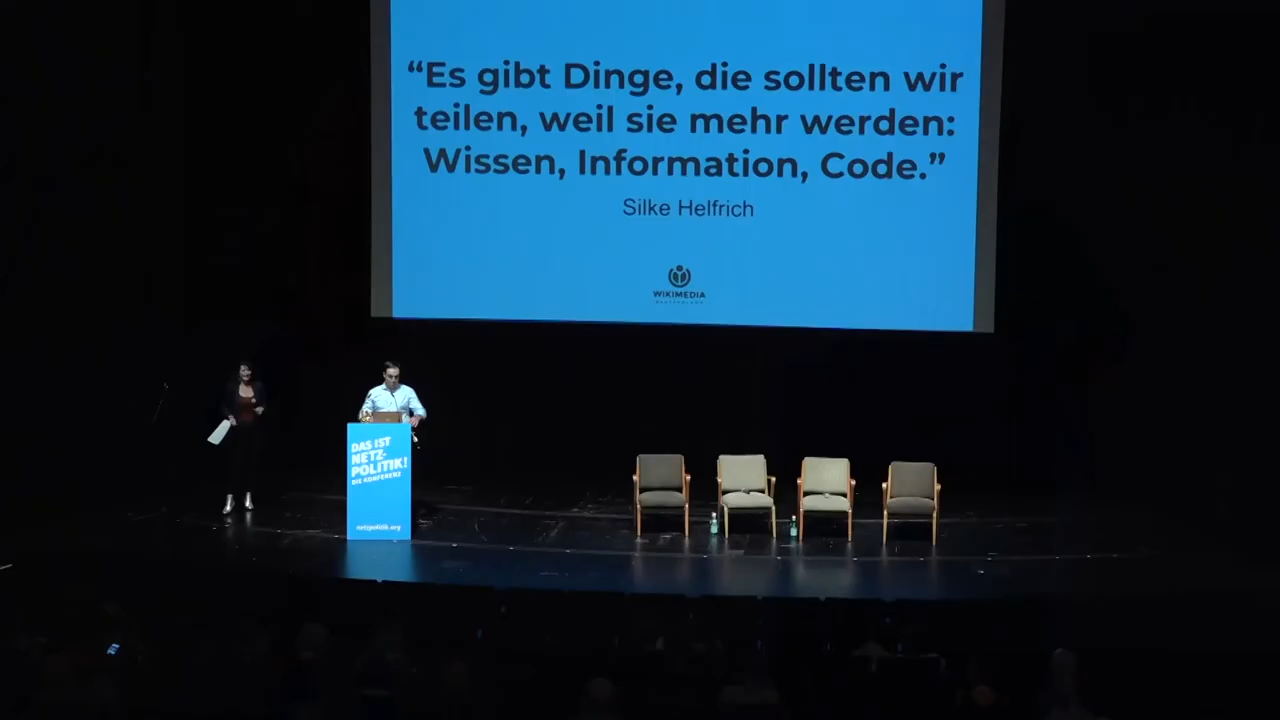 “Es gibt Dinge, die sollten wir
teilen, weil sie mehr werden:
Wissen, Information, Code.”
Silke Helfrich
WIKIMEDIA
DEUTSCHLAND
DAS IST
NETZ-
POLITIK!
DIE KONFERENZ
netzpolitik.org